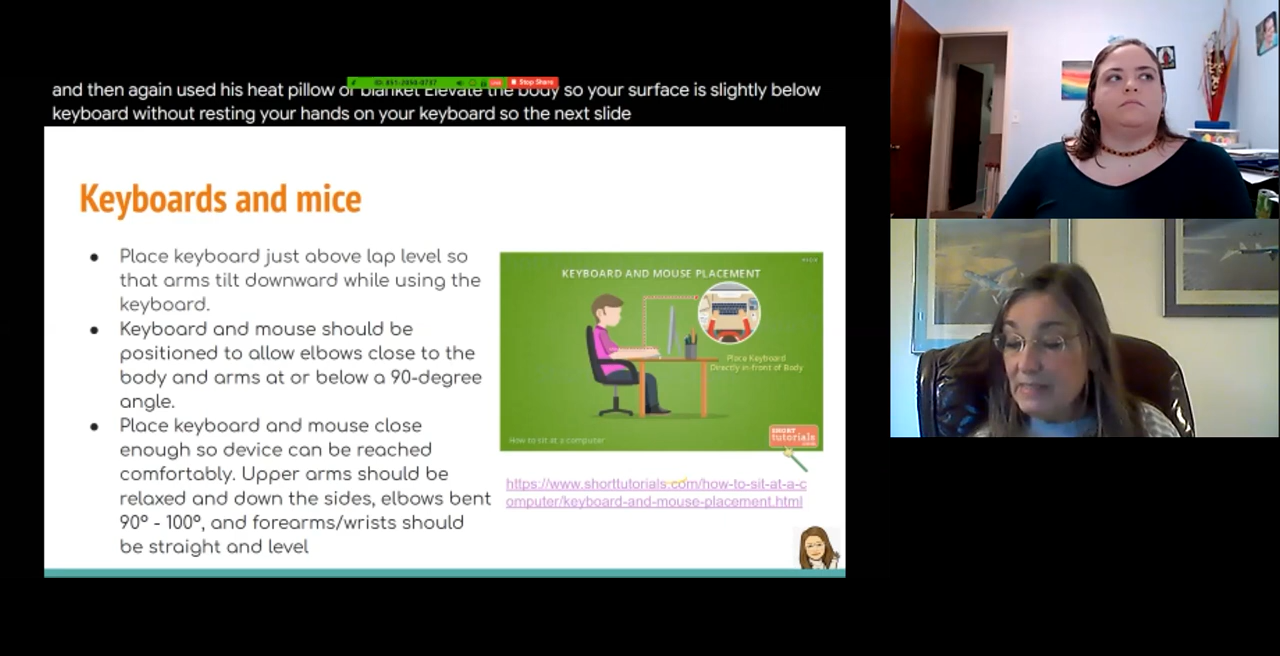 ID: 851-2050-0737 LIVE Stop Share
and then again used his heat pillow or blanket Elevate the body so your surface is slightly below
keyboard without resting your hands on your keyboard so the next slide
Keyboards and mice
• Place keyboard just above lap level so
that arms tilt downward while using the
keyboard.
• Keyboard and mouse should be
positioned to allow elbows close to the
body and arms at or below a 90-degree
angle.
• Place keyboard and mouse close
enough so device can be reached
comfortably. Upper arms should be
relaxed and down the sides, elbows bent
90º - 100º, and forearms/wrists should
be straight and level
KEYBOARD AND MOUSE PLACEMENT
Place Keyboard
Directly in-front of Body
How to sit at a computer
SHORT
tutorials
https://www.shorttutorials.com/how-to-sit-at-a-c
omputer/keyboard-and-mouse-placement.html